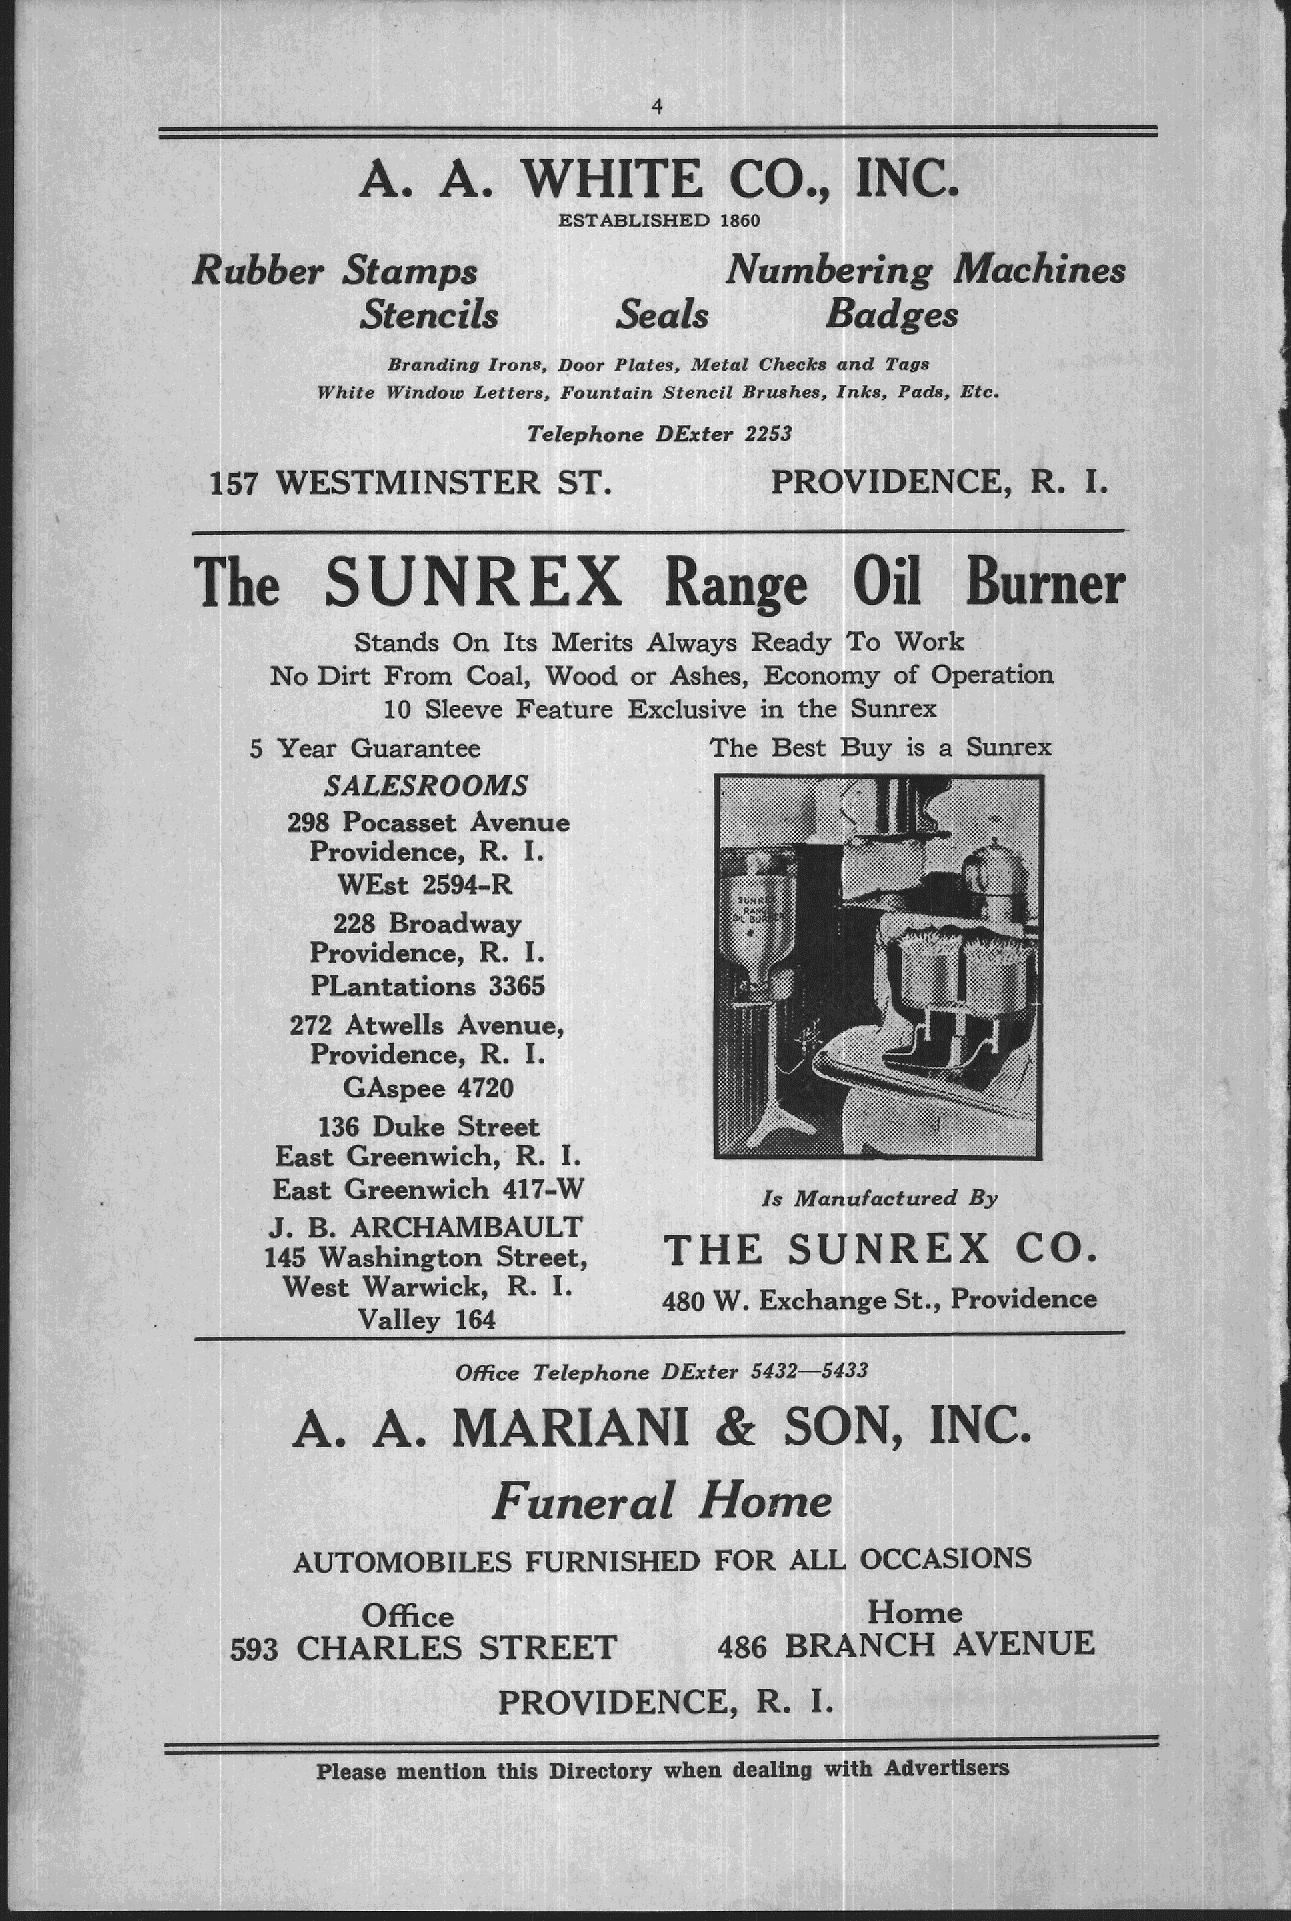 4
A. A. WHITE CO., INC.
ESTABLISHED 1860
Rubber Stamps Numbering Machines
Stencils Seals Badges
Branding Irons, Door Plates, Metal Checks and Tags
White Window Letters, Fountain Stencil Brushes, Inks, Pads, Etc.
Telephone DExter 2253
157 WESTMINSTER ST. PROVIDENCE, R. I.
The SUNREX Range Oil Burner
Stands On Its Merits Always Ready To Work
No Dirt From Coal, Wood or Ashes, Economy of Operation
10 Sleeve Feature Exclusive in the Sunrex
5 Year Guarantee
SALESROOMS
298 Pocasset Avenue
Providence, R. I.
WEst 2594-R
228 Broadway
Providence, R. I.
PLantations 3365
272 Atwells Avenue,
Providence, R. I.
GAspee 4720
136 Duke Street
East Greenwich, R. I.
East Greenwich 417-W
J. B. ARCHAMBAULT
145 Washington Street,
West Warwick, R. I.
Valley 164
The Best Buy is a Sunrex
SUNREX
RANGE
OIL BURNER
Is Manufactured By
THE SUNREX CO.
480 W. Exchange St., Providence
Office Telephone DExter 5432—5433
A. A. MARIANI & SON, INC.
Funeral Home
AUTOMOBILES FURNISHED FOR ALL OCCASIONS
Office
593 CHARLES STREET
Home
486 BRANCH AVENUE
PROVIDENCE, R. I.
Please mention this Directory when dealing with Advertisers